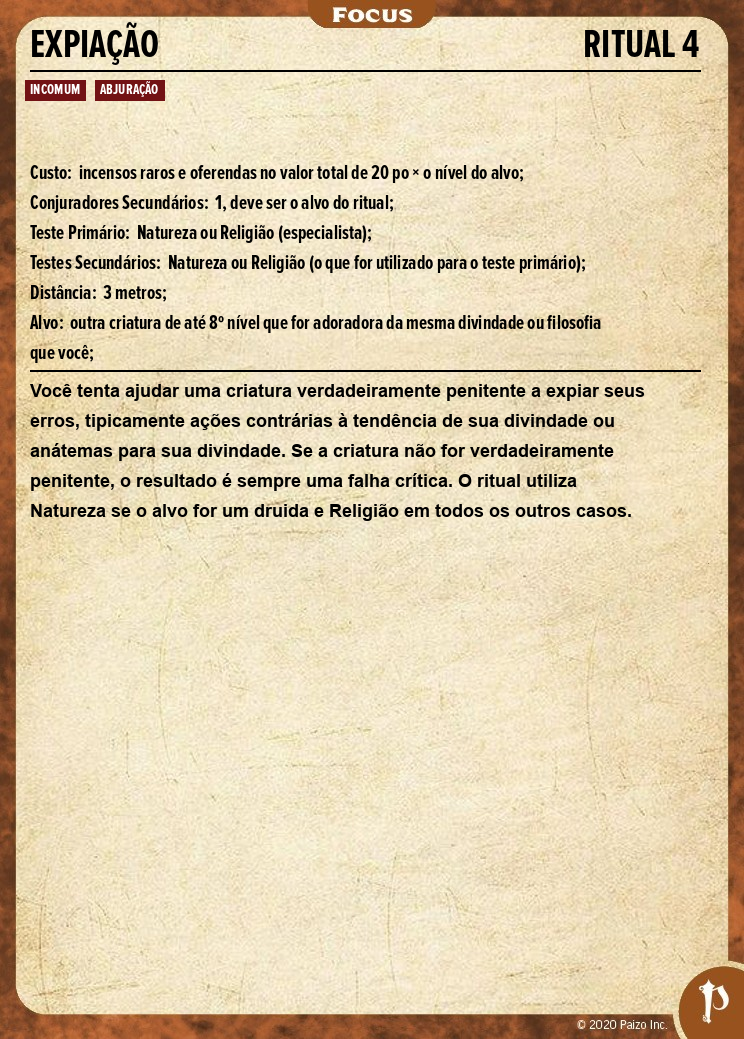 Focus
EXPIAÇÃO RITUAL 4
INCOMUM ABJURAÇÃO
Custo: incensos raros e oferendas no valor total de 20 po × o nível do alvo;
Conjuradores Secundários: 1, deve ser o alvo do ritual;
Teste Primário: Natureza ou Religião (especialista);
Testes Secundários: Natureza ou Religião (o que for utilizado para o teste primário);
Distância: 3 metros;
Alvo: outra criatura de até 8º nível que for adoradora da mesma divindade ou filosofia
que você;
Você tenta ajudar uma criatura verdadeiramente penitente a expiar seus
erros, tipicamente ações contrárias à tendência de sua divindade ou
anátemas para sua divindade. Se a criatura não for verdadeiramente
penitente, o resultado é sempre uma falha crítica. O ritual utiliza
Natureza se o alvo for um druida e Religião em todos os outros casos.
© 2020 Paizo Inc.